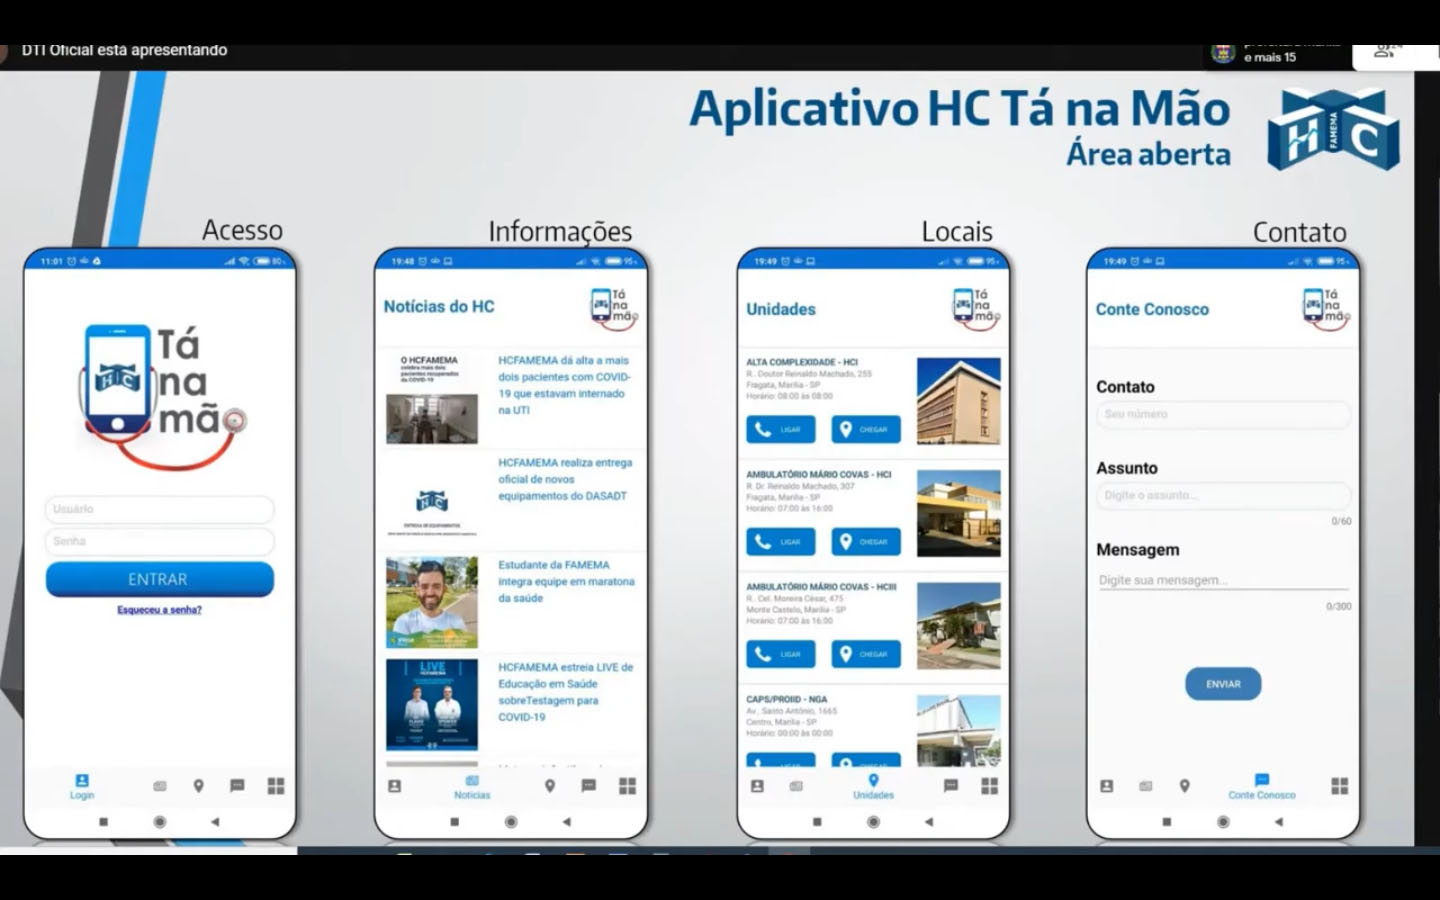 DTI Oficial está apresentando
e mais 15
Aplicativo HC Tá na Mão
Área aberta
H C
FAMEMA
Acesso
11:01
80
Tá
na
mão
HC
Usuário
Senha
ENTRAR
Esqueceu a senha?
Login
Informações
19:48
95
Notícias do HC
Tá
na
mão
O HCFAMEMA
celebra mais dois
pacientes recuperados
da COVID-19
HCFAMEMA dá alta a mais
dois pacientes com COVID-
19 que estavam internado
na UTI
HC
ENTREGA DE EQUIPAMENTOS
HCFAMEMA realiza entrega
oficial de novos
equipamentos do DASADT
Estudante da FAMEMA
integra equipe em maratona
da saúde
LIVE
HCFAMEMA
HCFAMEMA estreia LIVE de
Educação em Saúde
sobreTestagem para
COVID-19
Notícias
Locais
19:49
95
Unidades
Tá
na
mão
ALTA COMPLEXIDADE - HCI
R.. Doutor Reinaldo Machado, 255
Fragata, Marília - SP
Horário: 08:00 às 08:00
LIGAR
CHEGAR
AMBULATÓRIO MÁRIO COVAS - HCI
R. Dr. Reinaldo Machado, 307
Fragata, Marília - SP
Horário: 07:00 às 16:00
LIGAR
CHEGAR
AMBULATÓRIO MÁRIO COVAS - HCIII
R.. Cel. Moreira César, 475
Monte Castelo, Marília - SP
Horário: 07:00 às 16:00
LIGAR
CHEGAR
CAPS/PROIID - NGA
Av.. Santo Antônio, 1665
Centro, Marília - SP
Horário: 00:00 às 00:00
Unidades
Contato
19:49
95
Conte Conosco
Tá
na
mão
Contato
Seu número
Assunto
Digite o assunto...
0/60
Mensagem
Digite sua mensagem...
0/300
ENVIAR
Conte Conosco